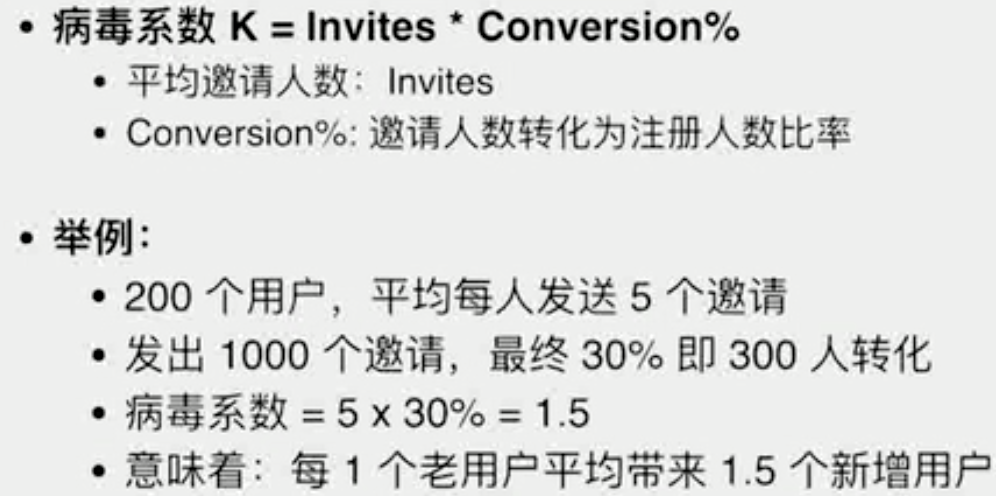 • 病毒系数 K = Invites * Conversion%
• 平均邀请人数：Invites
• Conversion%: 邀请人数转化为注册人数比率
• 举例：
• 200 个用户，平均每人发送 5 个邀请
• 发出 1000 个邀请，最终 30% 即 300 人转化
• 病毒系数 = 5 x 30% = 1.5
• 意味着：每 1 个老用户平均带来 1.5 个新增用户